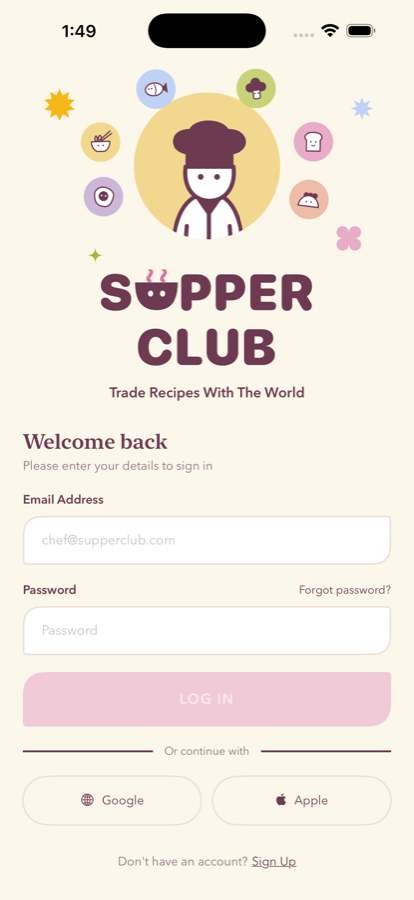 1:49
SUPPER
CLUB
Trade Recipes With The World
Welcome back
Please enter your details to sign in
Email Address
chef@supperclub.com
Password
Forgot password?
Password
LOG IN
Or continue with
Google
Apple
Don't have an account? Sign Up